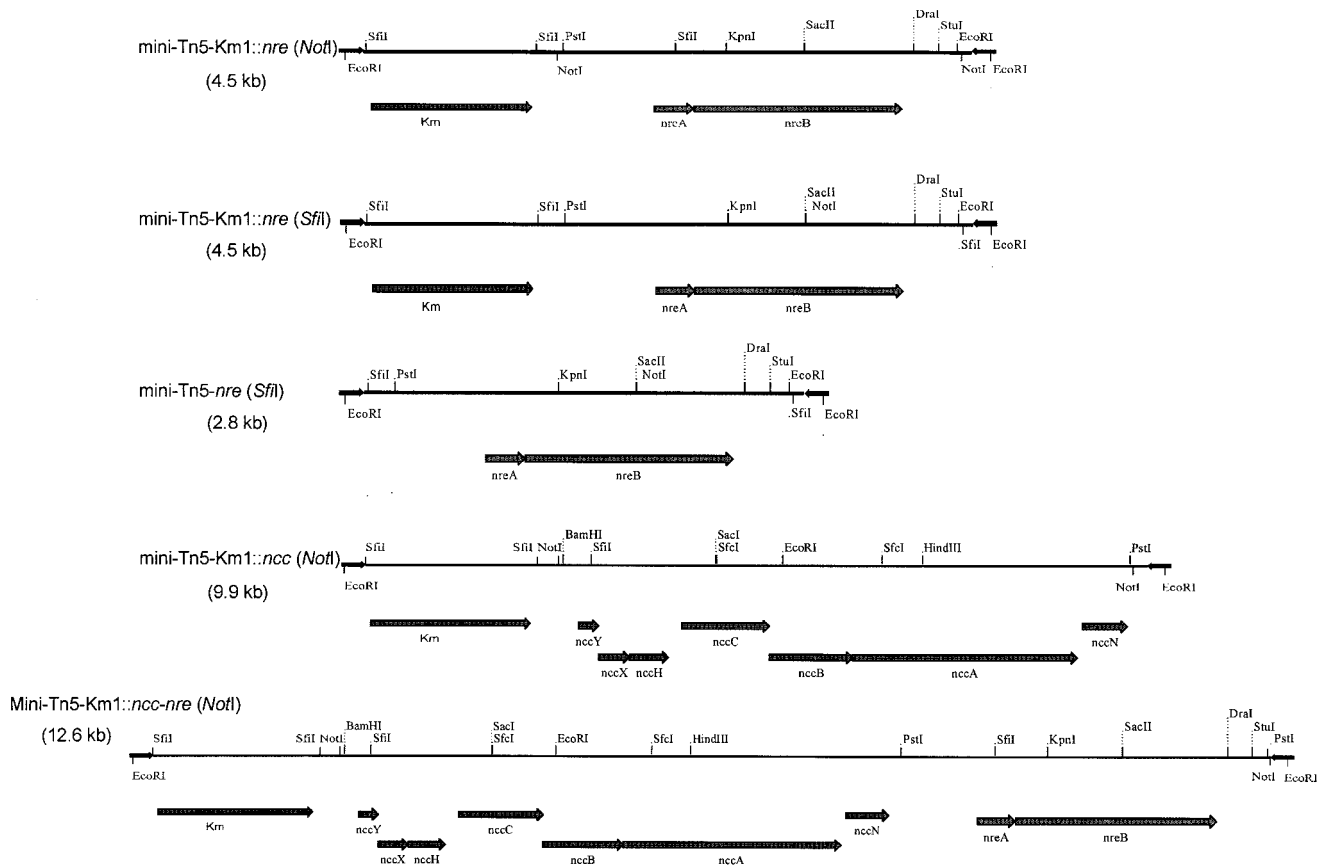 mini-Tn5-Km1::nre (NotI)
(4.5 kb)
SfiI SfiI PstI SfiI KpnI SacII DraI StuI EcoRI
EcoRI NotI NotI EcoRI
Km nreA nreB
mini-Tn5-Km1::nre (SfiI)
(4.5 kb)
SfiI SfiI PstI KpnI SacII NotI DraI StuI EcoRI
EcoRI SfiI EcoRI
Km nreA nreB
mini-Tn5-nre (SfiI)
(2.8 kb)
SfiI PstI KpnI SacII NotI DraI StuI EcoRI
EcoRI SfiI EcoRI
nreA nreB
mini-Tn5-Km1::ncc (NotI)
(9.9 kb)
SfiI SfiI NotI BamHI SfiI SacI SfcI EcoRI SfcI HindIII PstI
EcoRI NotI EcoRI
Km nccY nccC nccN
nccX nccH nccB nccA
Mini-Tn5-Km1::ncc-nre (NotI)
(12.6 kb)
SfiI SfiI NotI BamHI SfiI SacI SfcI EcoRI SfcI HindIII PstI SfiI KpnI SacII DraI StuI PstI
EcoRI NotI EcoRI
Km nccY nccC nccN nreA nreB
nccX nccH nccB nccA